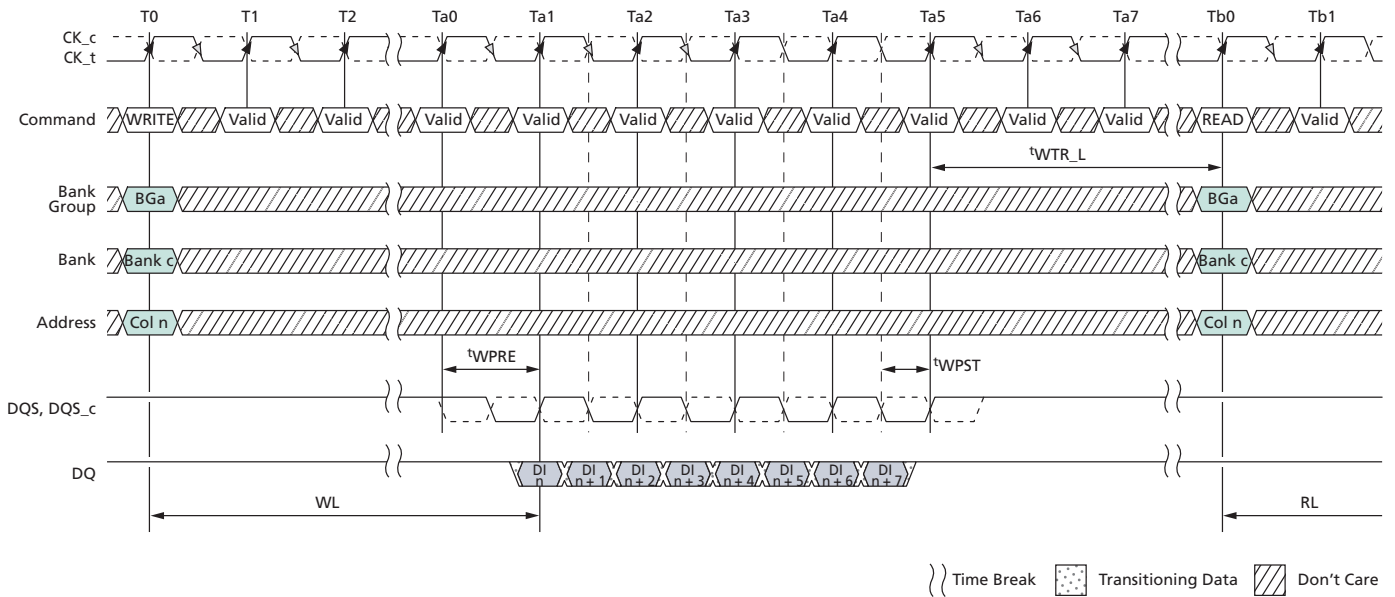 T0 T1 T2 Ta0 Ta1 Ta2 Ta3 Ta4 Ta5 Ta6 Ta7 Tb0 Tb1
CK_c
CK_t
Command WRITE Valid Valid Valid Valid Valid Valid Valid Valid Valid Valid READ Valid
tWTR_L
Bank
Group BGa BGa
Bank Bank c Bank c
Address Col n Col n
tWPRE tWPST
DQS, DQS_c
DQ DI DI DI DI DI DI DI DI
n n + 1 n + 2 n + 3 n + 4 n + 5 n + 6 n + 7
WL RL
Time Break Transitioning Data Don't Care